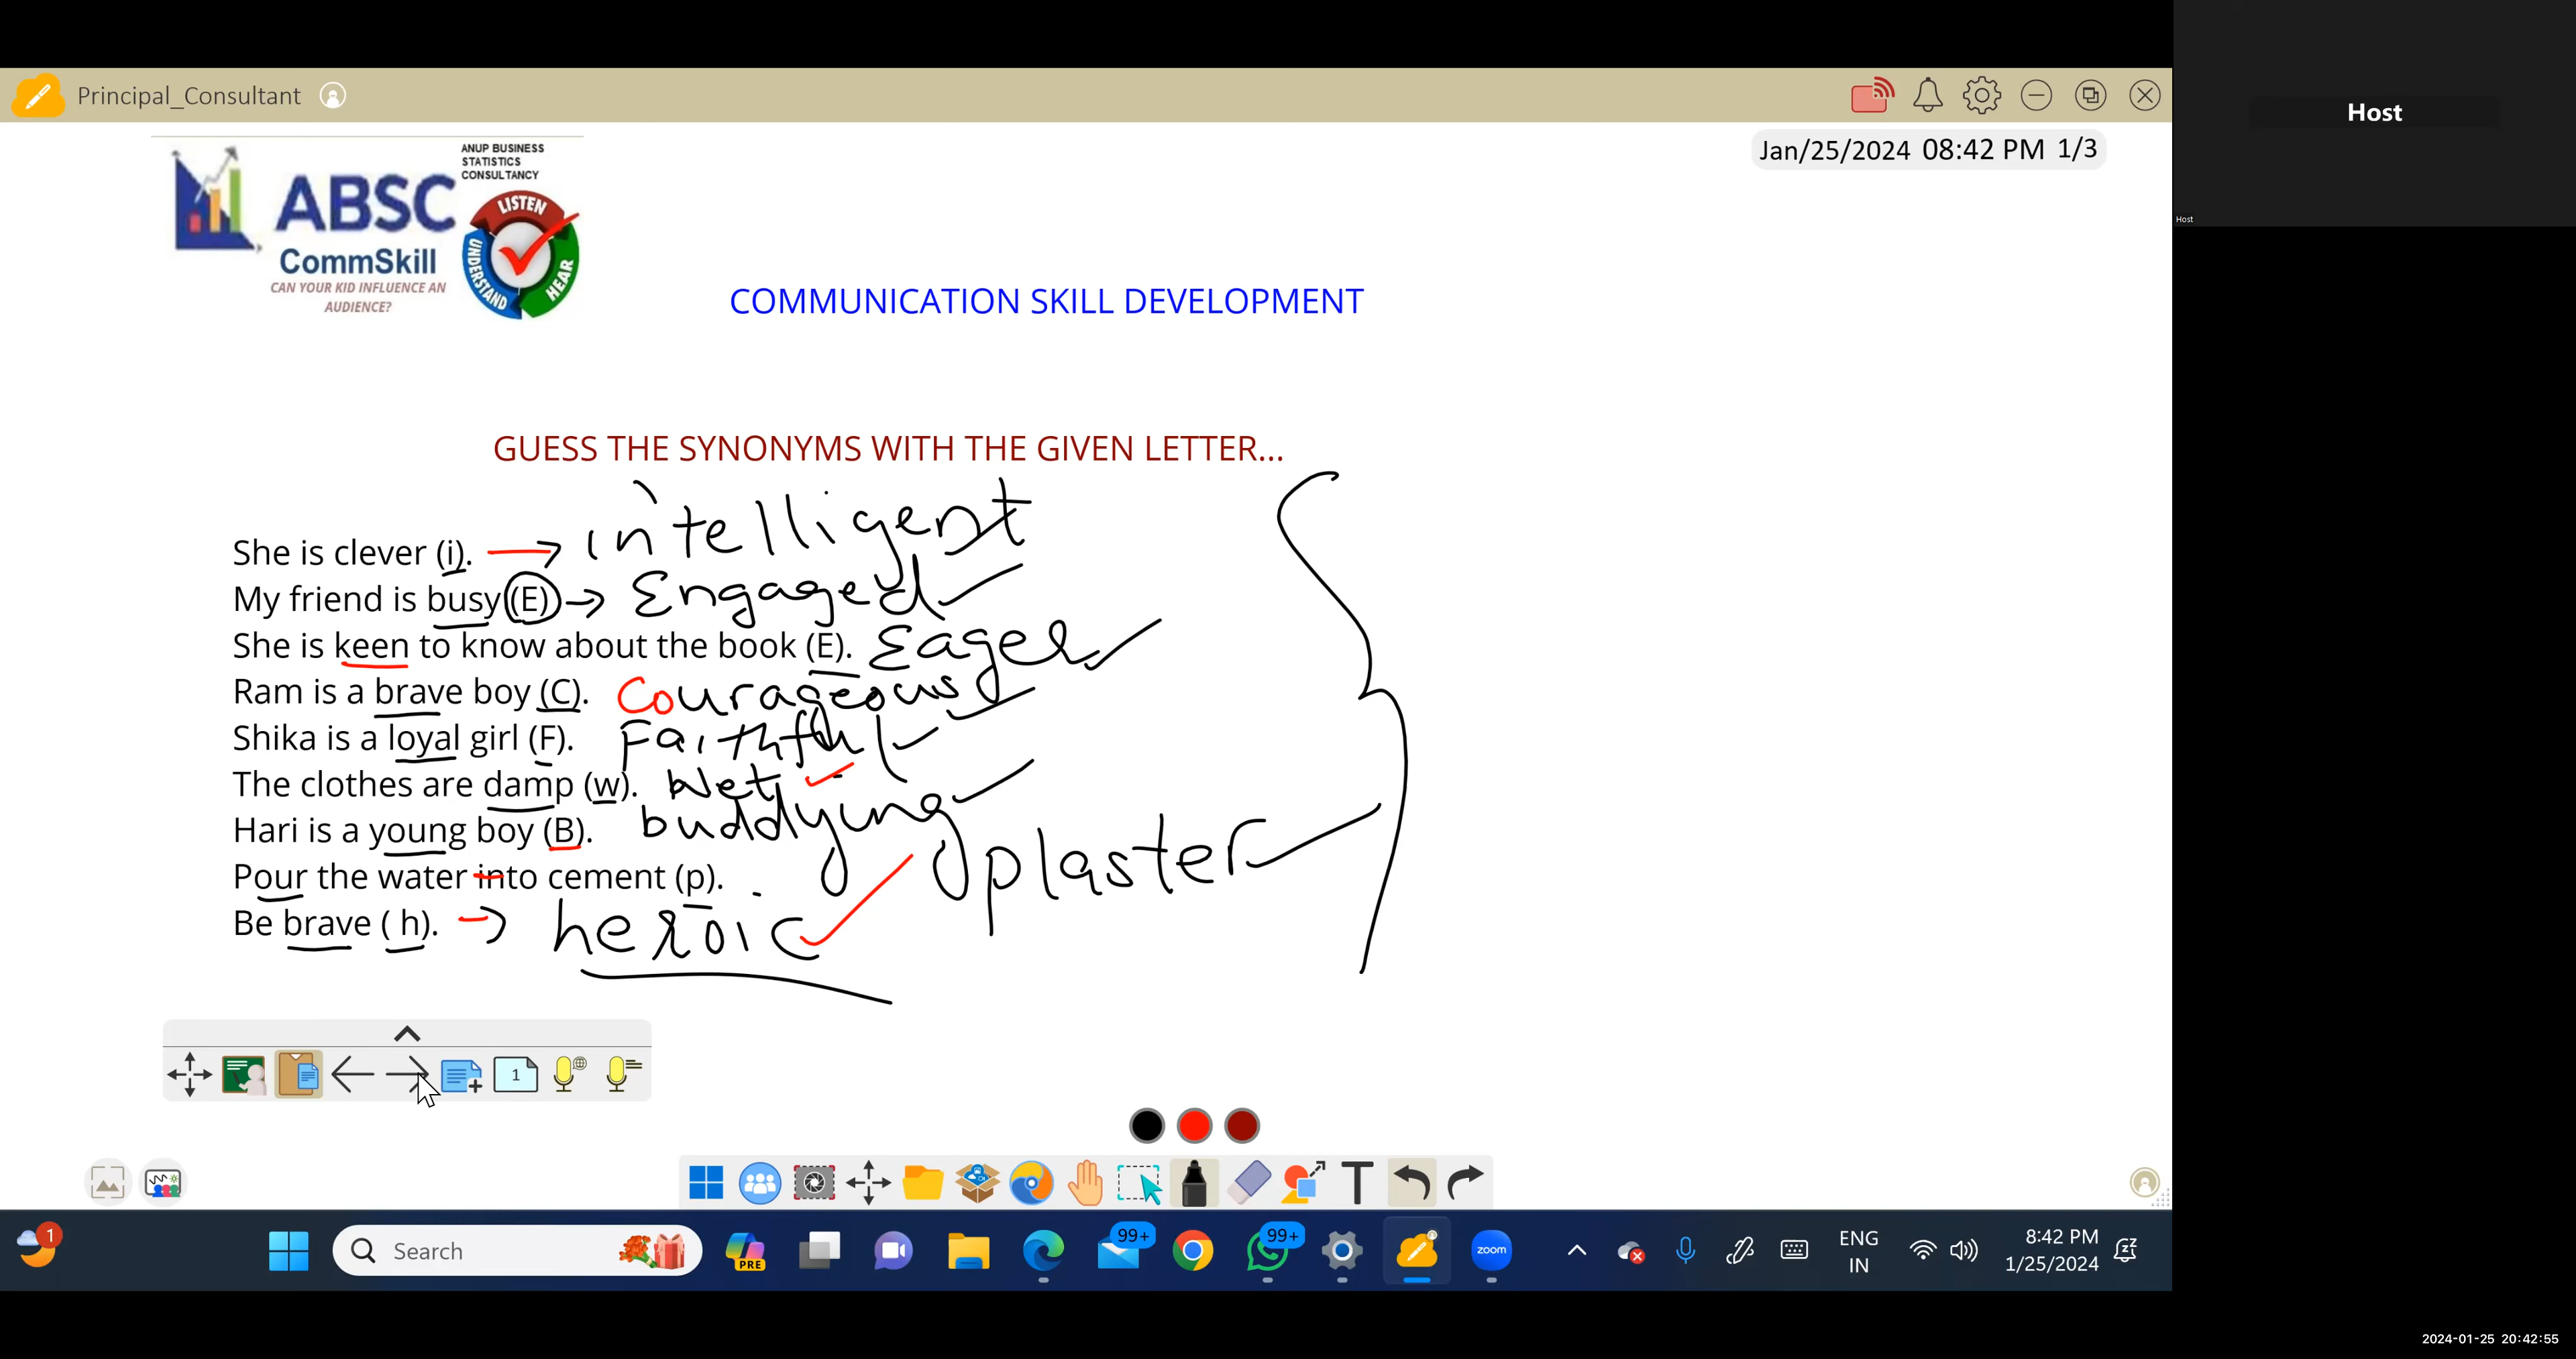 Principal_Consultant
Host
Jan/25/2024 08:42 PM 1/3
ANUP BUSINESS
STATISTICS
CONSULTANCY
ABSC
CommSkill
CAN YOUR KID INFLUENCE AN
AUDIENCE?
LISTEN
UNDERSTAND
HEAR
Host
COMMUNICATION SKILL DEVELOPMENT
GUESS THE SYNONYMS WITH THE GIVEN LETTER...
She is clever (i). intelligent
My friend is busy (E) Engaged
She is keen to know about the book (E). Eager
Ram is a brave boy (C). Courageous
Shika is a loyal girl (F). Faithful
The clothes are damp (w). Wet
Hari is a young boy (B). buddying
Pour the water into cement (p). plaster
Be brave ( h). heroic
1
1
Search
PRE
99+
99+
zoom
ENG
IN
8:42 PM
1/25/2024
2024-01-25 20:42:55